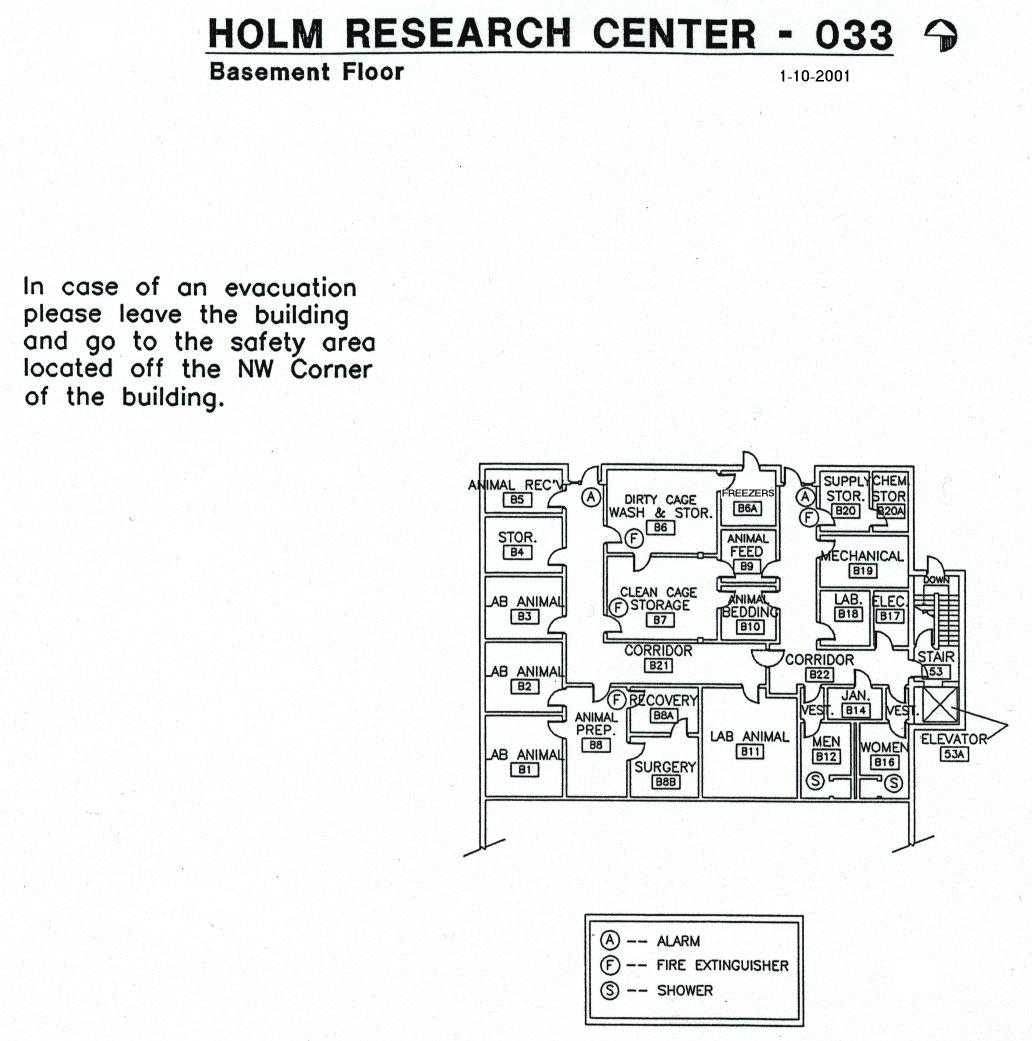 HOLM RESEARCH CENTER - 033
Basement Floor
1-10-2001
In case of an evacuation
please leave the building
and go to the safety area
located off the NW Corner
of the building.
ANIMAL REC'V
B5
A
DIRTY CAGE
WASH & STOR.
B6
F
FREEZERS
B6A
A
F
SUPPLY
STOR.
B20
CHEM.
STOR
B20A
STOR.
B4
ANIMAL
FEED
B9
MECHANICAL
B19
LAB ANIMAL
B3
CLEAN CAGE
STORAGE
B7
F
ANIMAL
BEDDING
B10
LAB.
B18
ELEC.
B17
DOWN
CORRIDOR
B21
CORRIDOR
B22
STAIR
53
LAB ANIMAL
B2
ANIMAL
PREP.
B8
F
RECOVERY
B8A
VEST.
JAN.
B14
VEST.
LAB ANIMAL
B1
SURGERY
B8B
LAB ANIMAL
B11
MEN
B12
S
WOMEN
B16
S
ELEVATOR
53A
A -- ALARM
F -- FIRE EXTINGUISHER
S -- SHOWER